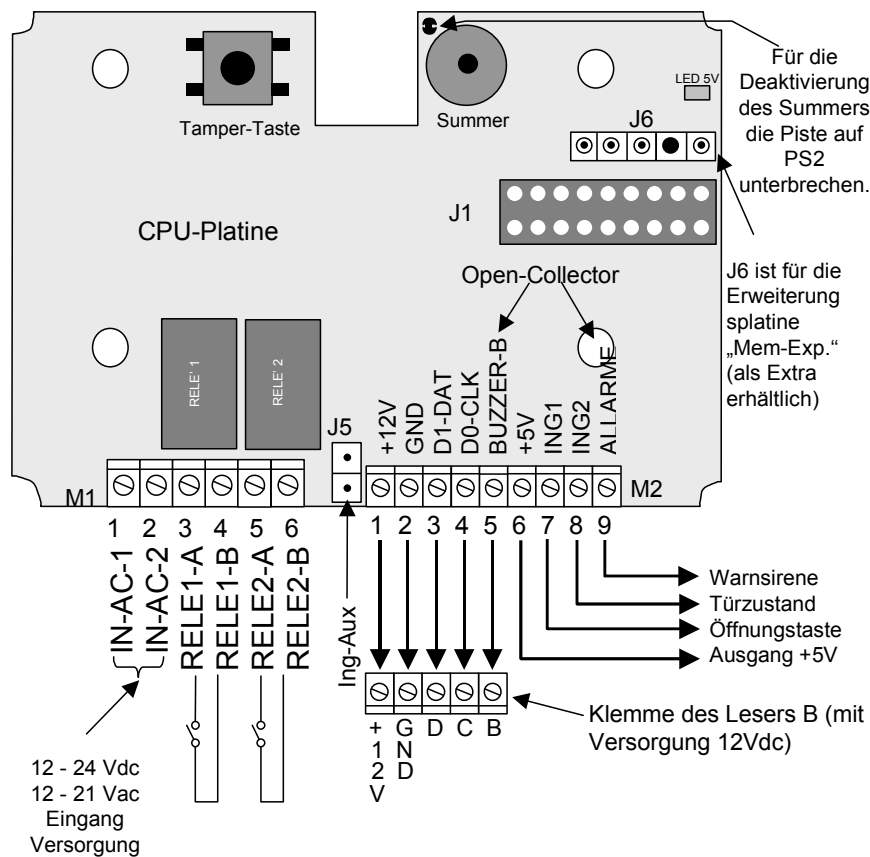 Für die
Deaktivierung
des Summers
die Piste auf
PS2
unterbrechen.
LED 5V
Tamper-Taste
Summer
J6
J1
CPU-Platine
Open-Collector
J6 ist für die
Erweiterung
splatine
„Mem-Exp.“
(als Extra
erhältlich)
RELE' 1
RELE' 2
J5
+12V
GND
D1-DAT
D0-CLK
BUZZER-B
+5V
ING1
ING2
ALLARME
M1
M2
1 2 3 4 5 6
1 2 3 4 5 6 7 8 9
IN-AC-1
IN-AC-2
RELE1-A
RELE1-B
RELE2-A
RELE2-B
Ing-Aux
Warnsirene
Türzustand
Öffnungstaste
Ausgang +5V
+12V
GND
D
C
B
Klemme des Lesers B (mit
Versorgung 12Vdc)
12 - 24 Vdc
12 - 21 Vac
Eingang
Versorgung